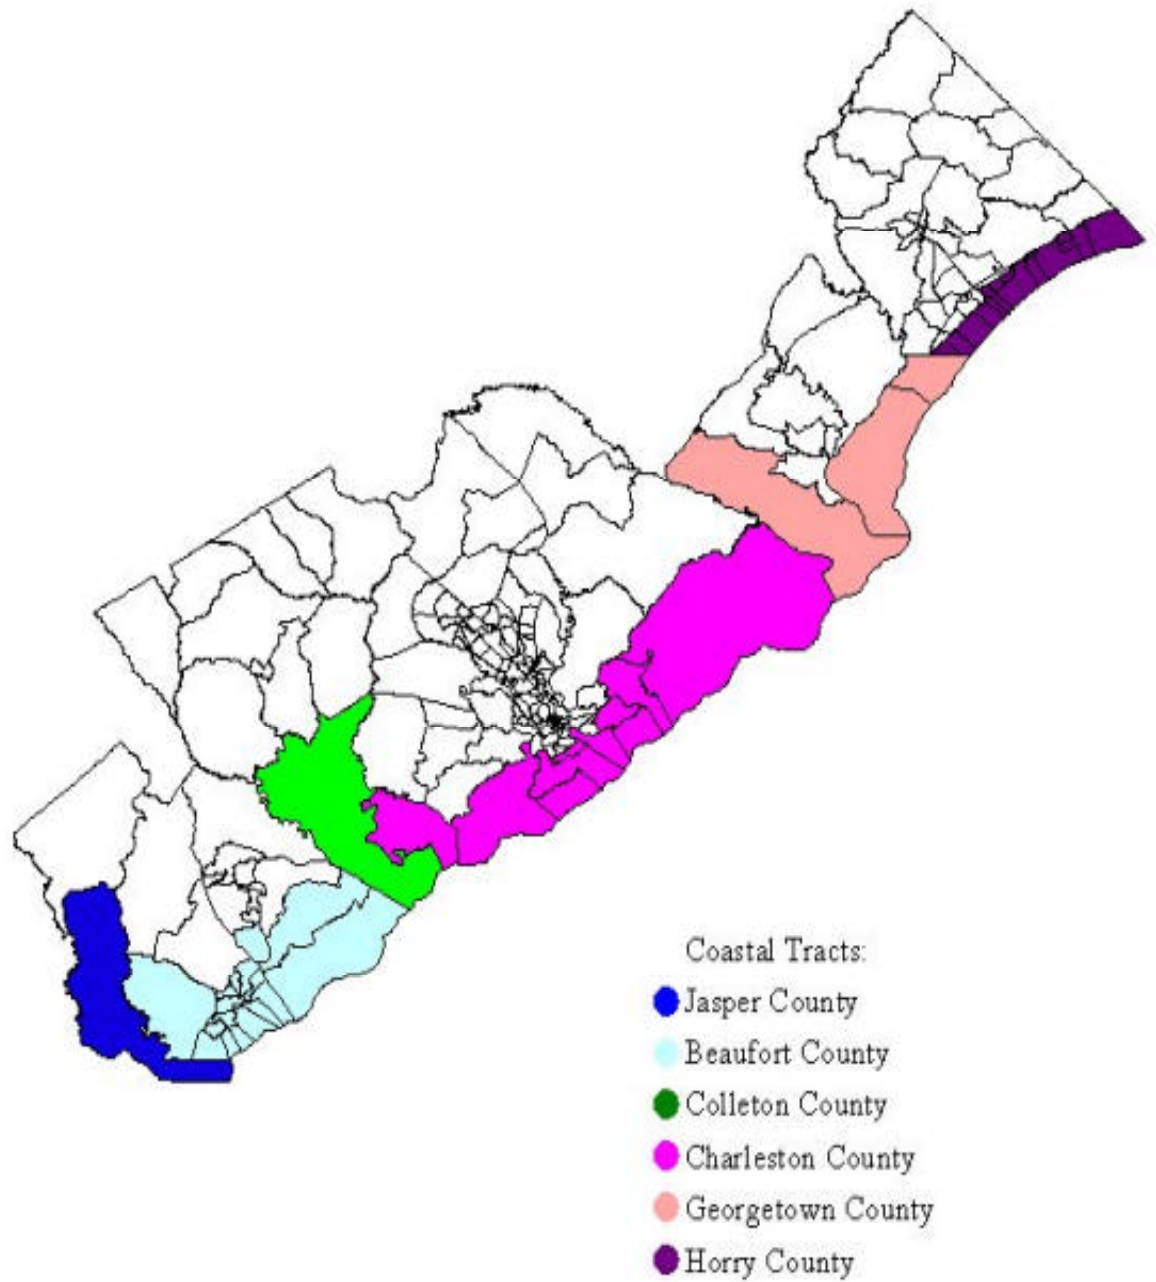 Coastal Tracts:
Jasper County
Beaufort County
Colleton County
Charleston County
Georgetown County
Horry County